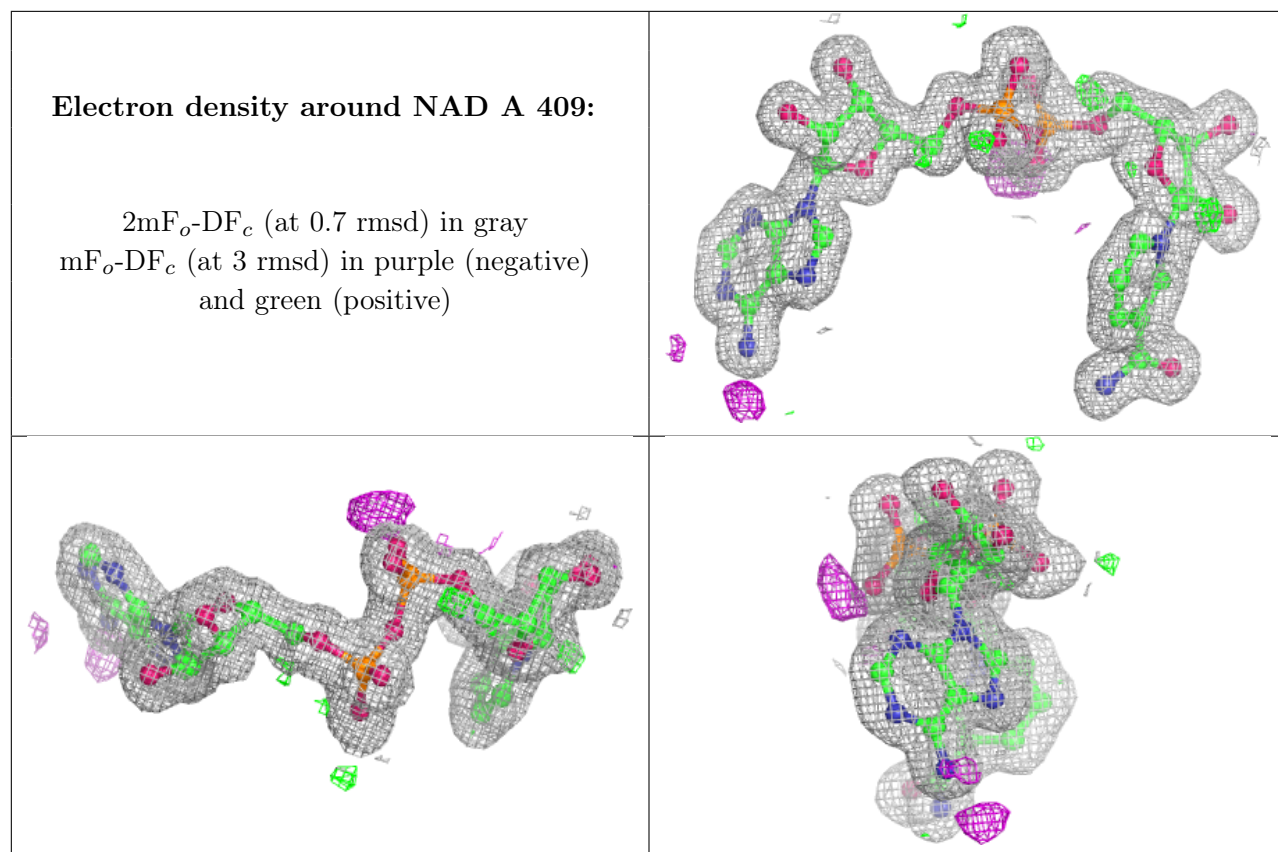 Electron density around NAD A 409:
2mFₒ-DF𝒸 (at 0.7 rmsd) in gray
mFₒ-DF𝒸 (at 3 rmsd) in purple (negative)
and green (positive)